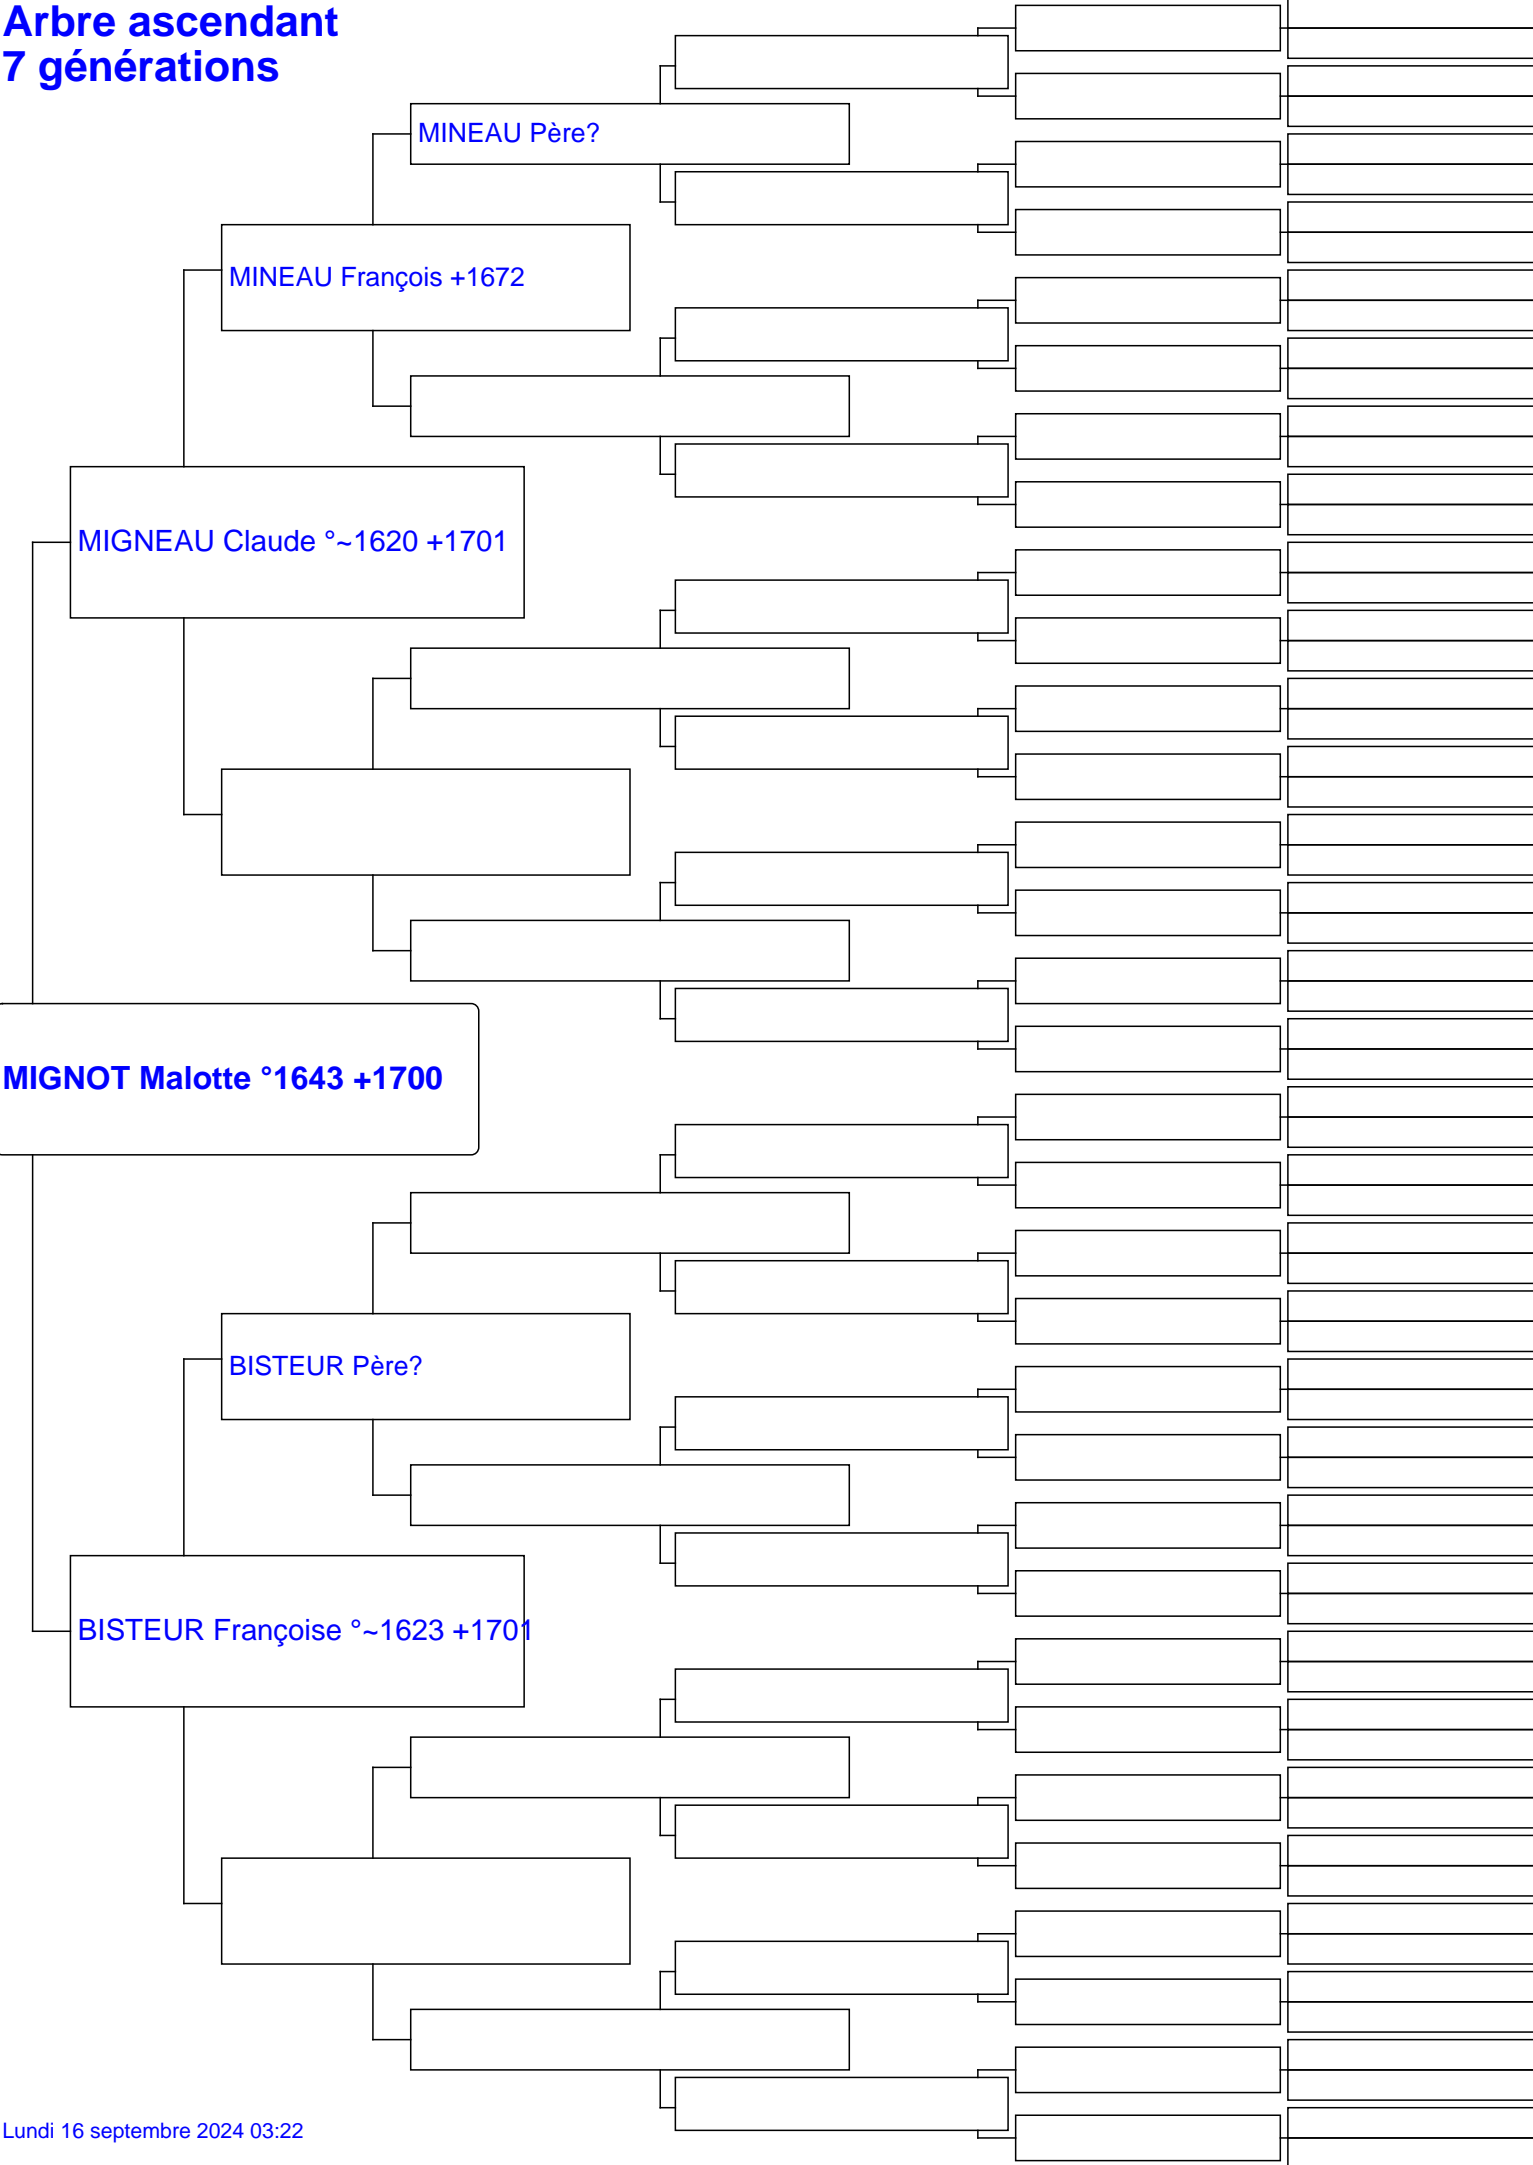 Arbre ascendant
7 générations
MINEAU Père?
MINEAU François +1672
MIGNEAU Claude °~1620 +1701
MIGNOT Malotte °1643 +1700
BISTEUR Père?
BISTEUR Françoise °~1623 +1701
Lundi 16 septembre 2024 03:22